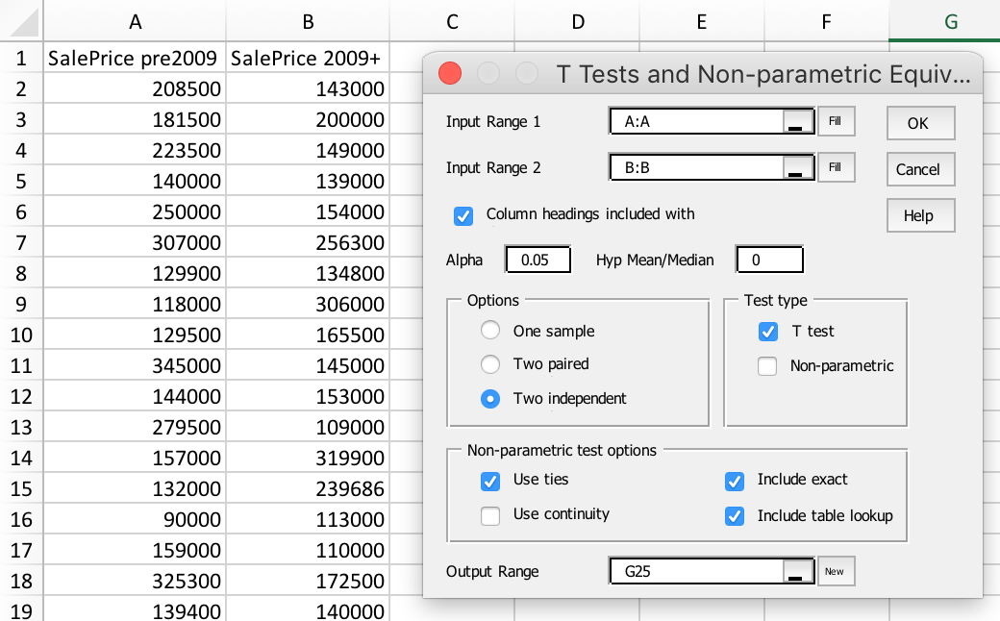 A B C D E F G
1 SalePrice pre2009 SalePrice 2009+
2 208500 143000
3 181500 200000
4 223500 149000
5 140000 139000
6 250000 154000
7 307000 256300
8 129900 134800
9 118000 306000
10 129500 165500
11 345000 145000
12 144000 153000
13 279500 109000
14 157000 319900
15 132000 239686
16 90000 113000
17 159000 110000
18 325300 172500
19 139400 140000
T Tests and Non-parametric Equiv...
Input Range 1 A:A Fill OK
Input Range 2 B:B Fill Cancel
Column headings included with Help
Alpha 0.05 Hyp Mean/Median 0
Options Test type
One sample T test
Two paired Non-parametric
Two independent
Non-parametric test options
Use ties Include exact
Use continuity Include table lookup
Output Range G25 New